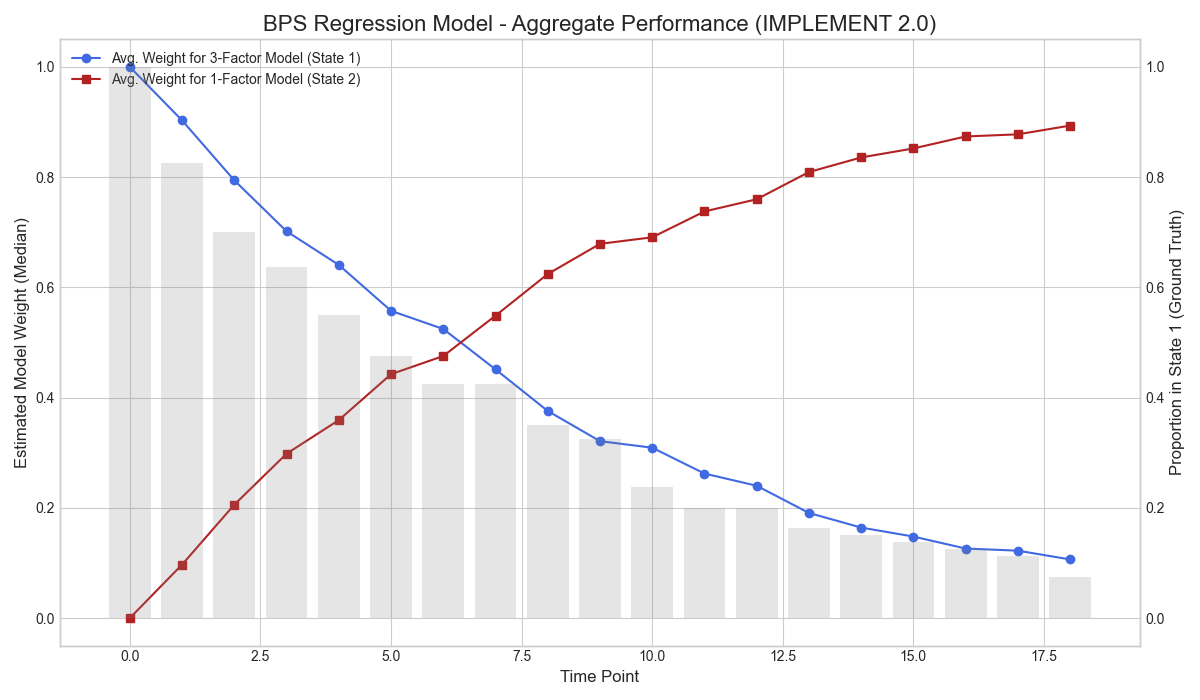 BPS Regression Model - Aggregate Performance (IMPLEMENT 2.0)
Avg. Weight for 3-Factor Model (State 1)
Avg. Weight for 1-Factor Model (State 2)
Estimated Model Weight (Median)
1.0
0.8
0.6
0.4
0.2
0.0
1.0
0.8
0.6
0.4
0.2
0.0
Proportion in State 1 (Ground Truth)
0.0 2.5 5.0 7.5 10.0 12.5 15.0 17.5
Time Point